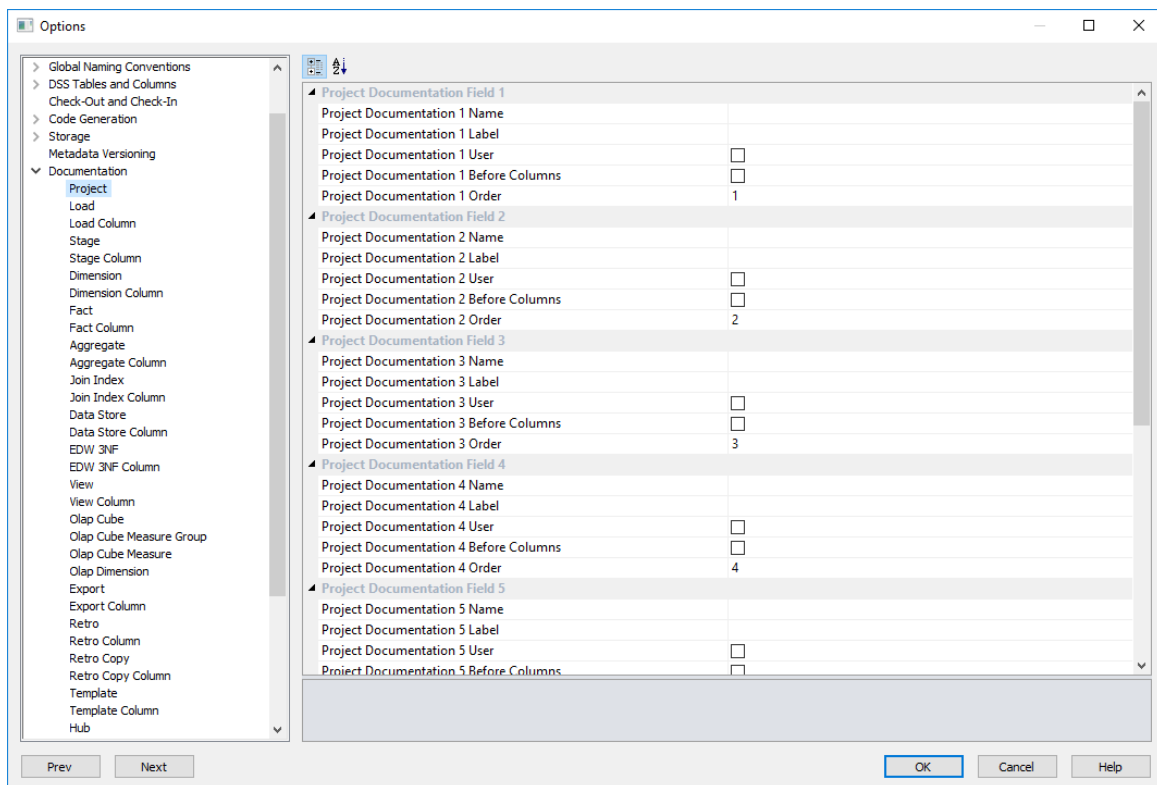 Options
Global Naming Conventions
DSS Tables and Columns
Check-Out and Check-In
Code Generation
Storage
Metadata Versioning
Documentation
Project
Load
Load Column
Stage
Stage Column
Dimension
Dimension Column
Fact
Fact Column
Aggregate
Aggregate Column
Join Index
Join Index Column
Data Store
Data Store Column
EDW 3NF
EDW 3NF Column
View
View Column
Olap Cube
Olap Cube Measure Group
Olap Cube Measure
Olap Dimension
Export
Export Column
Retro
Retro Column
Retro Copy
Retro Copy Column
Template
Template Column
Hub
Project Documentation Field 1
Project Documentation 1 Name
Project Documentation 1 Label
Project Documentation 1 User
Project Documentation 1 Before Columns
Project Documentation 1 Order 1
Project Documentation Field 2
Project Documentation 2 Name
Project Documentation 2 Label
Project Documentation 2 User
Project Documentation 2 Before Columns
Project Documentation 2 Order 2
Project Documentation Field 3
Project Documentation 3 Name
Project Documentation 3 Label
Project Documentation 3 User
Project Documentation 3 Before Columns
Project Documentation 3 Order 3
Project Documentation Field 4
Project Documentation 4 Name
Project Documentation 4 Label
Project Documentation 4 User
Project Documentation 4 Before Columns
Project Documentation 4 Order 4
Project Documentation Field 5
Project Documentation 5 Name
Project Documentation 5 Label
Project Documentation 5 User
Project Documentation 5 Before Columns
Prev Next OK Cancel Help